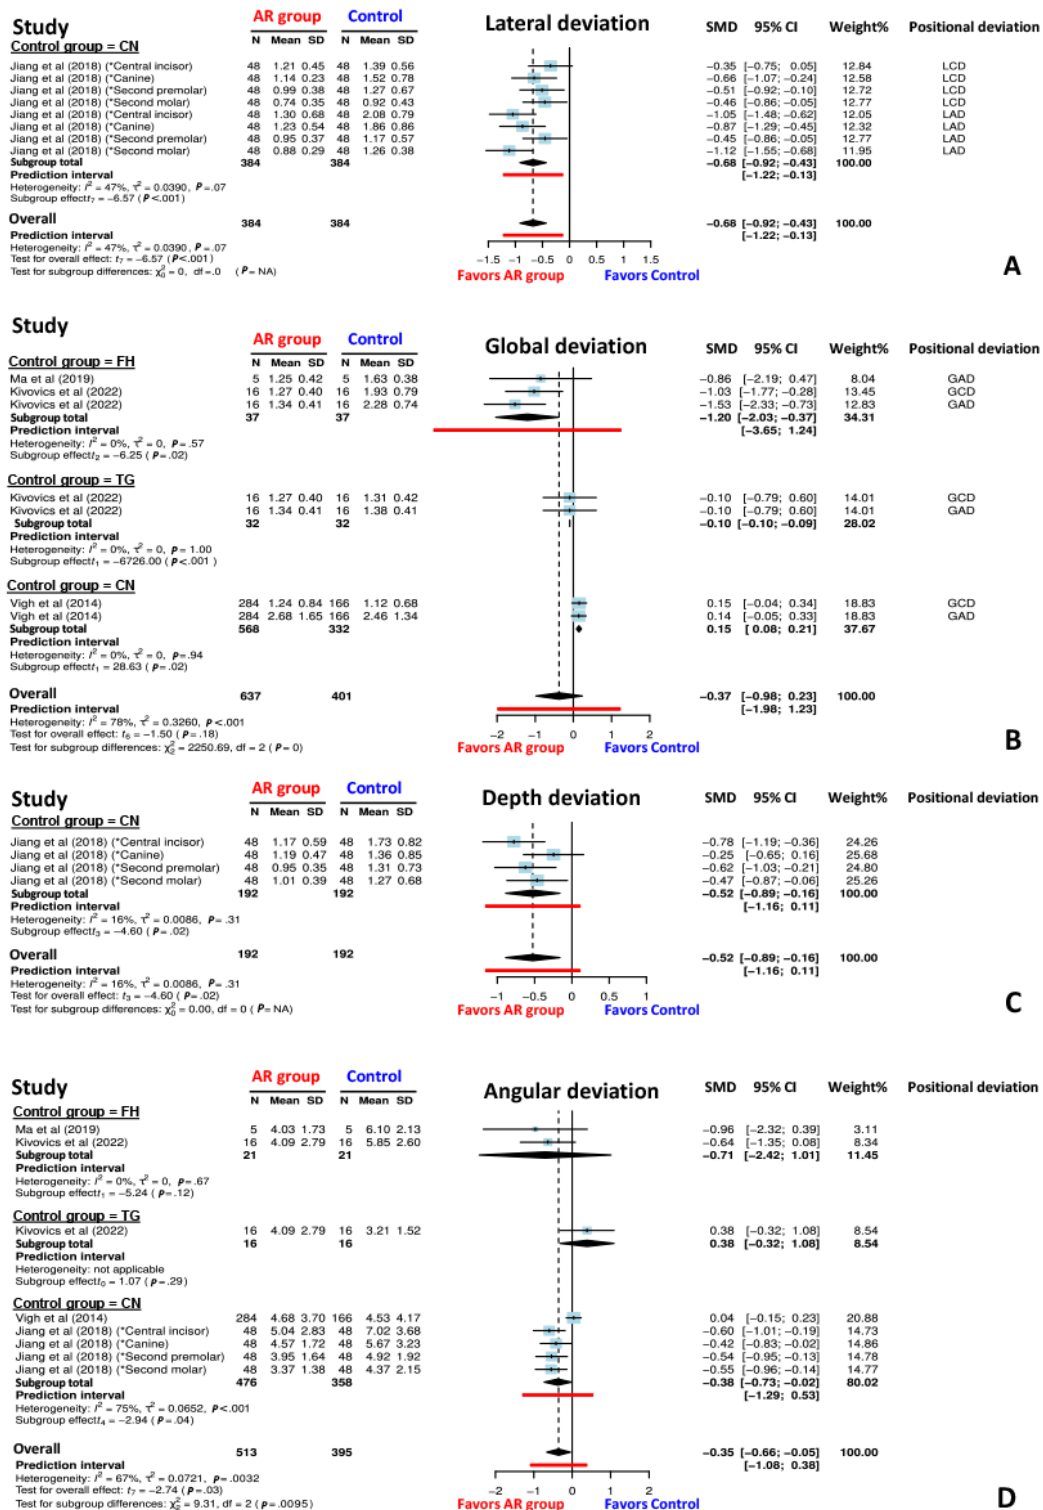 AR group Control Lateral deviation SMD 95% CI Weight% Positional deviation
Study
N Mean SD N Mean SD
Control group = CN
Jiang et al (2018) (*Central incisor) 48 1.21 0.45 48 1.39 0.56 −0.35 [−0.75; 0.05] 12.84 LCD
Jiang et al (2018) (*Canine) 48 1.14 0.23 48 1.52 0.78 −0.66 [−1.07; −0.24] 12.58 LCD
Jiang et al (2018) (*Second premolar) 48 0.99 0.38 48 1.27 0.67 −0.51 [−0.92; −0.10] 12.72 LCD
Jiang et al (2018) (*Second molar) 48 0.74 0.35 48 0.92 0.43 −0.46 [−0.86; −0.05] 12.77 LCD
Jiang et al (2018) (*Central incisor) 48 1.30 0.68 48 2.08 0.79 −1.05 [−1.48; −0.62] 12.05 LAD
Jiang et al (2018) (*Canine) 48 1.23 0.54 48 1.86 0.86 −0.87 [−1.29; −0.45] 12.32 LAD
Jiang et al (2018) (*Second premolar) 48 0.95 0.37 48 1.17 0.57 −0.45 [−0.86; −0.05] 12.77 LAD
Jiang et al (2018) (*Second molar) 48 0.88 0.29 48 1.26 0.38 −1.12 [−1.55; −0.68] 11.95 LAD
Subgroup total 384 384 −0.68 [−0.92; −0.43] 100.00
Prediction interval [−1.22; −0.13]
Heterogeneity: I² = 47%, τ² = 0.0390, P = .07
Subgroup effect t₇ = −6.57 (P <.001)
Overall 384 384 −0.68 [−0.92; −0.43] 100.00
Prediction interval [−1.22; −0.13]
Heterogeneity: I² = 47%, τ² = 0.0390, P = .07
Test for overall effect: t₇ = −6.57 (P<.001)
Test for subgroup differences: χ²₀ = 0, df=.0 (P = NA)
−1.5 −1 −0.5 0 0.5 1 1.5
Favors AR group Favors Control
A
Study
AR group Control Global deviation SMD 95% CI Weight% Positional deviation
N Mean SD N Mean SD
Control group = FH
Ma et al (2019) 5 1.25 0.42 5 1.63 0.38 −0.86 [−2.19; 0.47] 8.04 GAD
Kivovics et al (2022) 16 1.27 0.40 16 1.93 0.79 −1.03 [−1.77; −0.28] 13.45 GCD
Kivovics et al (2022) 16 1.34 0.41 16 2.28 0.74 −1.53 [−2.33; −0.73] 12.83 GAD
Subgroup total 37 37 −1.20 [−2.03; −0.37] 34.31
Prediction interval [−3.65; 1.24]
Heterogeneity: I² = 0%, τ² = 0, P = .57
Subgroup effect t₂ = −6.25 (P = .02)
Control group = TG
Kivovics et al (2022) 16 1.27 0.40 16 1.31 0.42 −0.10 [−0.79; 0.60] 14.01 GCD
Kivovics et al (2022) 16 1.34 0.41 16 1.38 0.41 −0.10 [−0.79; 0.60] 14.01 GAD
Subgroup total 32 32 −0.10 [−0.10; −0.09] 28.02
Prediction interval
Heterogeneity: I² = 0%, τ² = 0, P = 1.00
Subgroup effect t₁ = −6726.00 (P <.001)
Control group = CN
Vigh et al (2014) 284 1.24 0.84 166 1.12 0.68 0.15 [−0.04; 0.34] 18.83 GCD
Vigh et al (2014) 284 2.68 1.65 166 2.46 1.34 0.14 [−0.05; 0.33] 18.83 GAD
Subgroup total 568 332 0.15 [0.08; 0.21] 37.67
Prediction interval
Heterogeneity: I² = 0%, τ² = 0, P = .94
Subgroup effect t₁ = 28.63 (P = .02)
Overall 637 401 −0.37 [−0.98; 0.23] 100.00
Prediction interval [−1.98; 1.23]
Heterogeneity: I² = 78%, τ² = 0.3260, P <.001
Test for overall effect: t₆ = −1.50 (P = .18)
Test for subgroup differences: χ²₂ = 2250.69, df = 2 (P = 0)
−2 −1 0 1 2
Favors AR group Favors Control
B
Study AR group Control Depth deviation SMD 95% CI Weight% Positional deviation
N Mean SD N Mean SD
Control group = CN
Jiang et al (2018) (*Central incisor) 48 1.17 0.59 48 1.73 0.82 −0.78 [−1.19; −0.36] 24.26
Jiang et al (2018) (*Canine) 48 1.19 0.47 48 1.36 0.85 −0.25 [−0.65; 0.16] 25.68
Jiang et al (2018) (*Second premolar) 48 0.95 0.35 48 1.31 0.73 −0.62 [−1.03; −0.21] 24.80
Jiang et al (2018) (*Second molar) 48 1.01 0.39 48 1.27 0.68 −0.47 [−0.87; −0.06] 25.26
Subgroup total 192 192 −0.52 [−0.89; −0.16] 100.00
Prediction interval [−1.16; 0.11]
Heterogeneity: I² = 16%, τ² = 0.0086, P = .31
Subgroup effect t₃ = −4.60 (P = .02)
Overall 192 192 −0.52 [−0.89; −0.16] 100.00
Prediction interval [−1.16; 0.11]
Heterogeneity: I² = 16%, τ² = 0.0086, P = .31
Test for overall effect: t₃ = −4.60 (P = .02)
Test for subgroup differences: χ²₀ = 0.00, df = 0 (P = NA)
−1 −0.5 0 0.5 1
Favors AR group Favors Control
C
Study AR group Control Angular deviation SMD 95% CI Weight% Positional deviation
N Mean SD N Mean SD
Control group = FH
Ma et al (2019) 5 4.03 1.73 5 6.10 2.13 −0.96 [−2.32; 0.39] 3.11
Kivovics et al (2022) 16 4.09 2.79 16 5.85 2.60 −0.64 [−1.35; 0.08] 8.34
Subgroup total 21 21 −0.71 [−2.42; 1.01] 11.45
Prediction interval
Heterogeneity: I² = 0%, τ² = 0, P = .67
Subgroup effect t₁ = −5.24 (P = .12)
Control group = TG
Kivovics et al (2022) 16 4.09 2.79 16 3.21 1.52 0.38 [−0.32; 1.08] 8.54
Subgroup total 16 16 0.38 [−0.32; 1.08] 8.54
Prediction interval
Heterogeneity: not applicable
Subgroup effect t₀ = 1.07 (P = .29)
Control group = CN
Vigh et al (2014) 284 4.68 3.70 166 4.53 4.17 0.04 [−0.15; 0.23] 20.88
Jiang et al (2018) (*Central incisor) 48 5.04 2.83 48 7.02 3.68 −0.60 [−1.01; −0.19] 14.73
Jiang et al (2018) (*Canine) 48 4.57 1.72 48 5.67 3.23 −0.42 [−0.83; −0.02] 14.86
Jiang et al (2018) (*Second premolar) 48 3.95 1.64 48 4.92 1.92 −0.54 [−0.95; −0.13] 14.78
Jiang et al (2018) (*Second molar) 48 3.37 1.38 48 4.37 2.15 −0.55 [−0.96; −0.14] 14.77
Subgroup total 476 358 −0.38 [−0.73; −0.02] 80.02
Prediction interval [−1.29; 0.53]
Heterogeneity: I² = 75%, τ² = 0.0652, P<.001
Subgroup effect t₄ = −2.94 (P = .04)
Overall 513 395 −0.35 [−0.66; −0.05] 100.00
Prediction interval [−1.08; 0.38]
Heterogeneity: I² = 67%, τ² = 0.0721, P = .0032
Test for overall effect: t₇ = −2.74 (P = .03)
Test for subgroup differences: χ²₂ = 9.31, df = 2 (P = .0095)
−2 −1 0 1 2
Favors AR group Favors Control
D